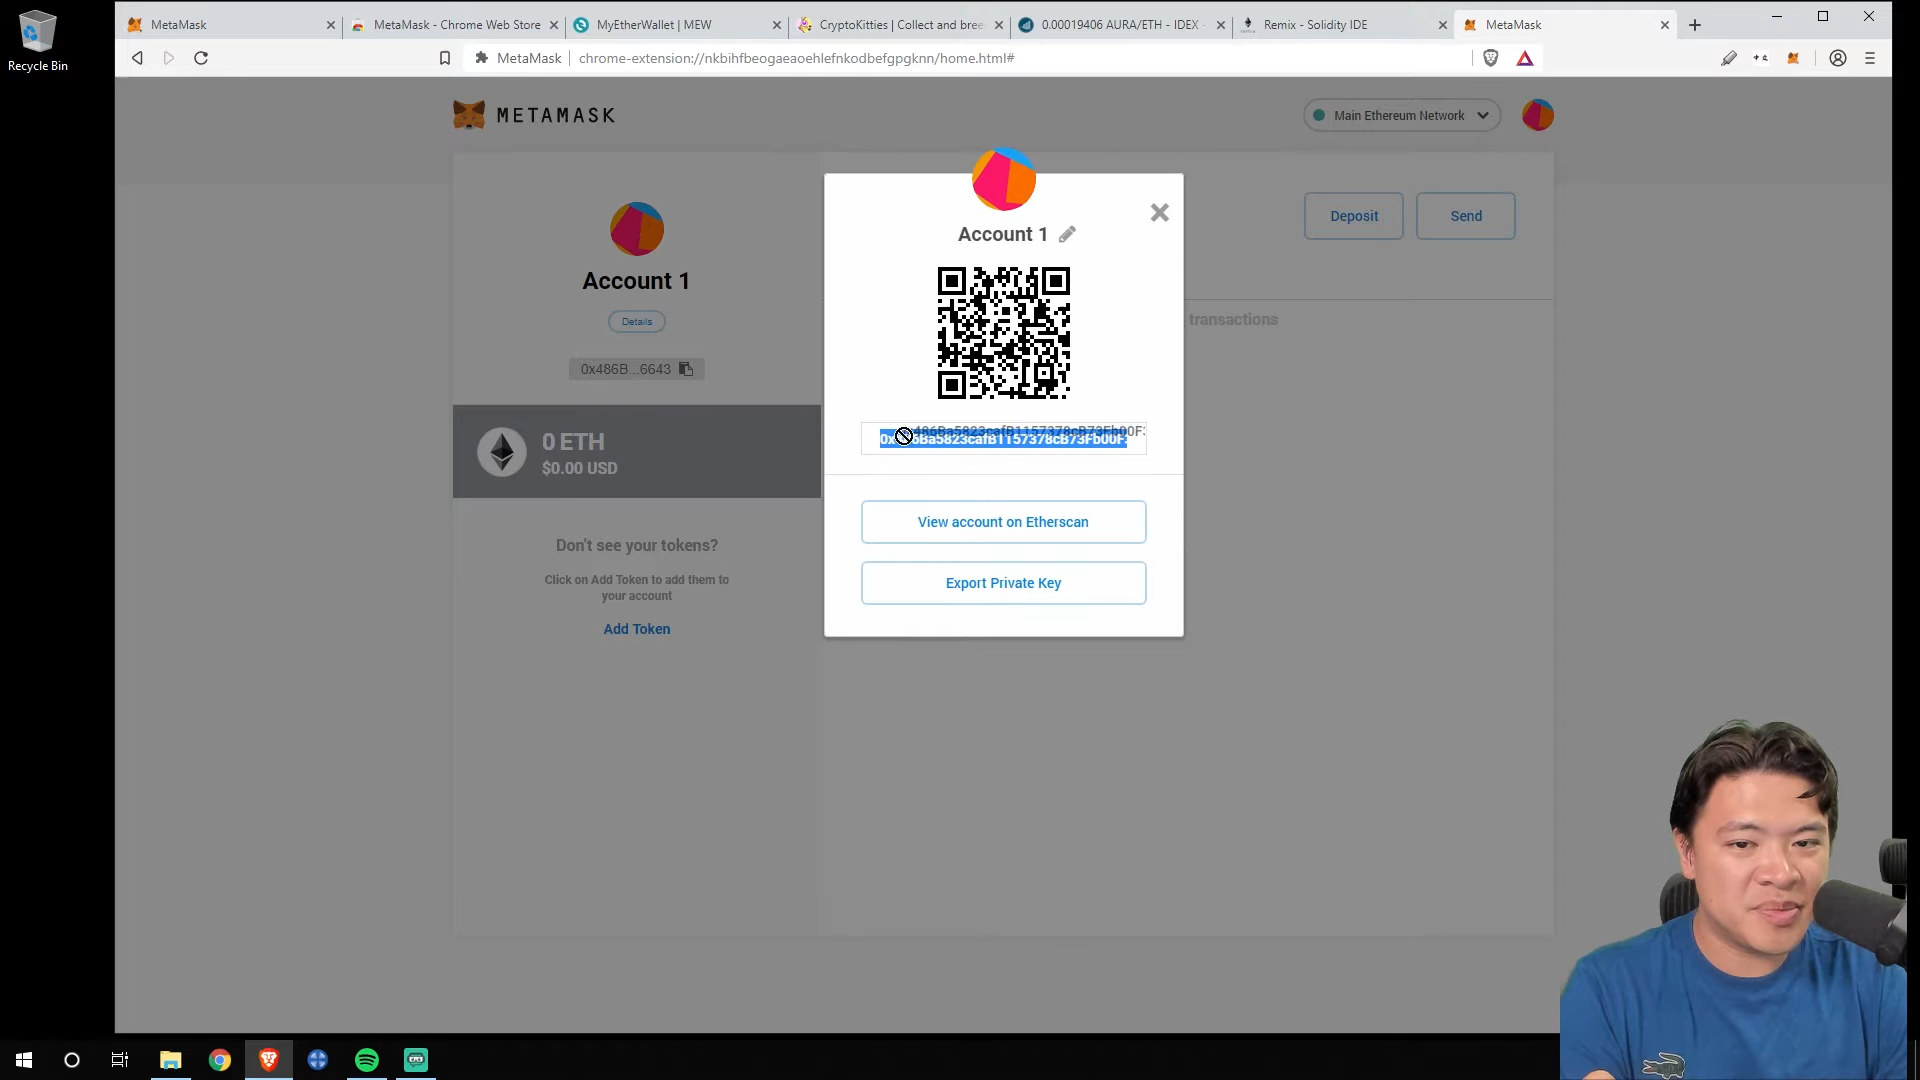 Recycle Bin
MetaMask
MetaMask - Chrome Web Store
MyEtherWallet | MEW
CryptoKitties | Collect and bree
0.00019406 AURA/ETH - IDEX -
Remix - Solidity IDE
MetaMask
MetaMask
chrome-extension://nkbihfbeogaeaoehlefnkodbefgpgknn/home.html#
METAMASK
Main Ethereum Network
Account 1
Details
0x486B...6643
0 ETH
$0.00 USD
Don't see your tokens?
Click on Add Token to add them to
your account
Add Token
Deposit
Send
transactions
Account 1
View account on Etherscan
Export Private Key